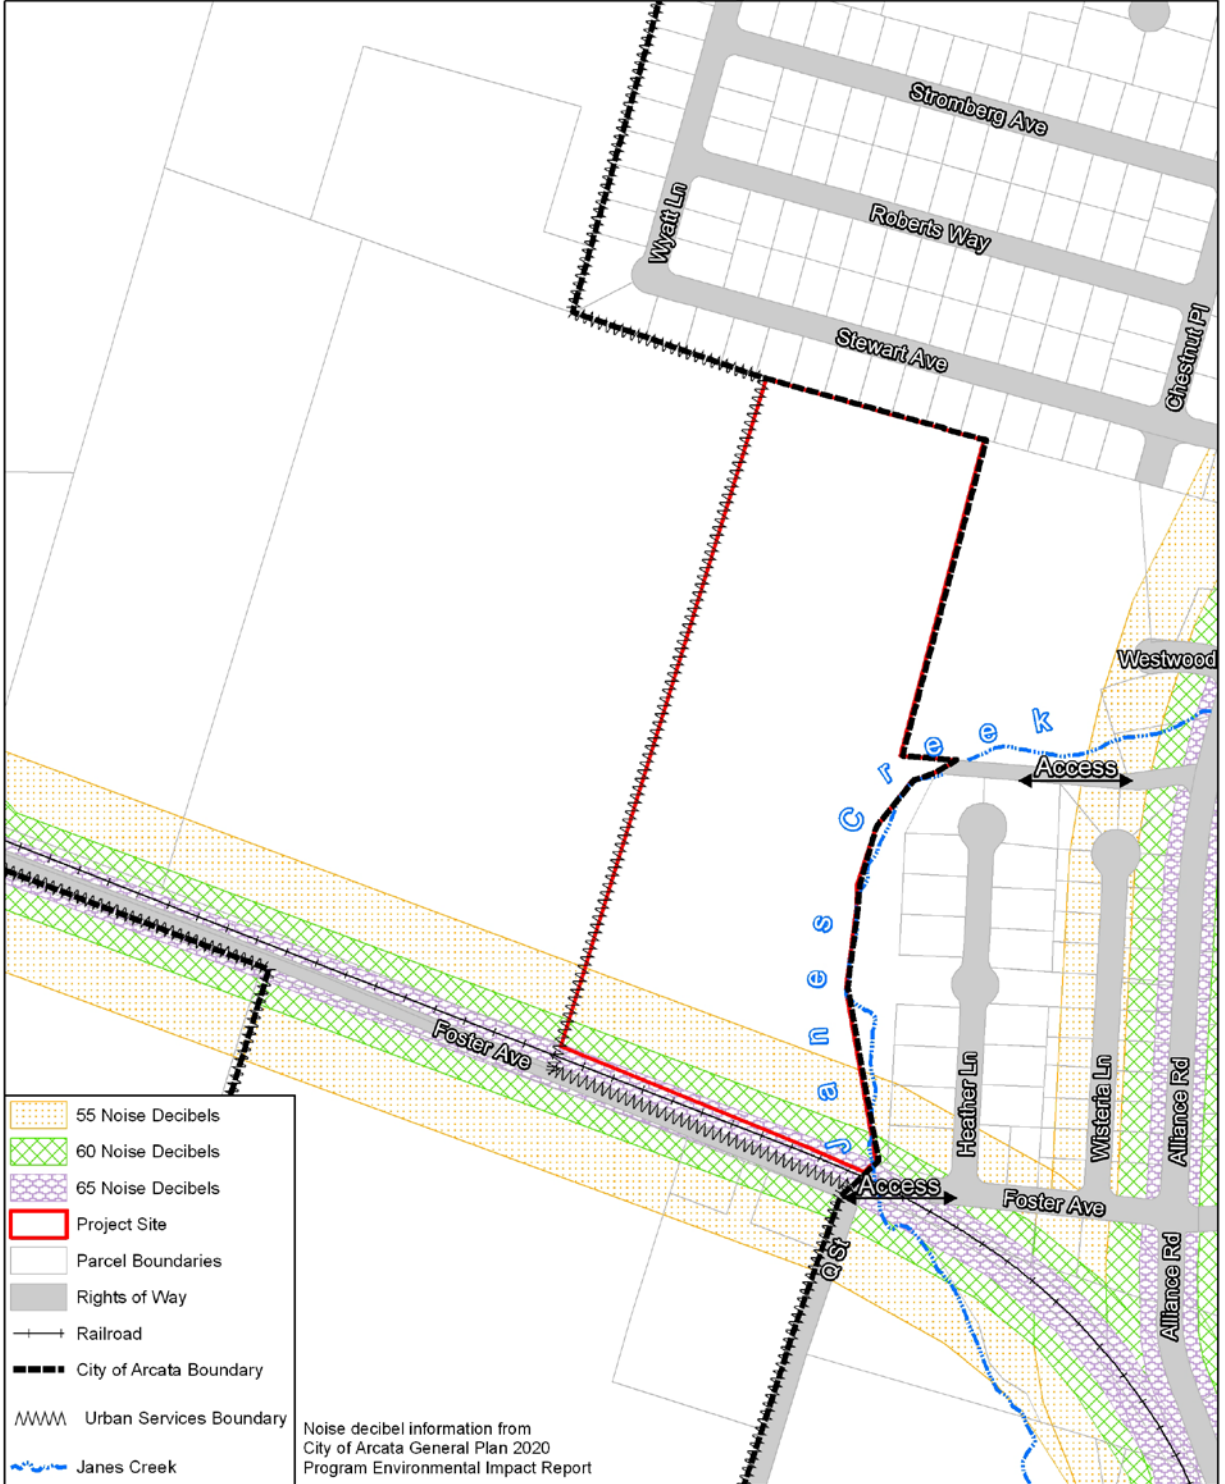 Stromberg Ave
Wyatt Ln
Roberts Way
Chestnut Pl
Stewart Ave
Westwood
Janes Creek
Access
Foster Ave
Heather Ln
Wisteria Ln
Alliance Rd
Access
Foster Ave
Q St
Alliance Rd
55 Noise Decibels
60 Noise Decibels
65 Noise Decibels
Project Site
Parcel Boundaries
Rights of Way
Railroad
City of Arcata Boundary
Urban Services Boundary
Janes Creek
Noise decibel information from
City of Arcata General Plan 2020
Program Environmental Impact Report